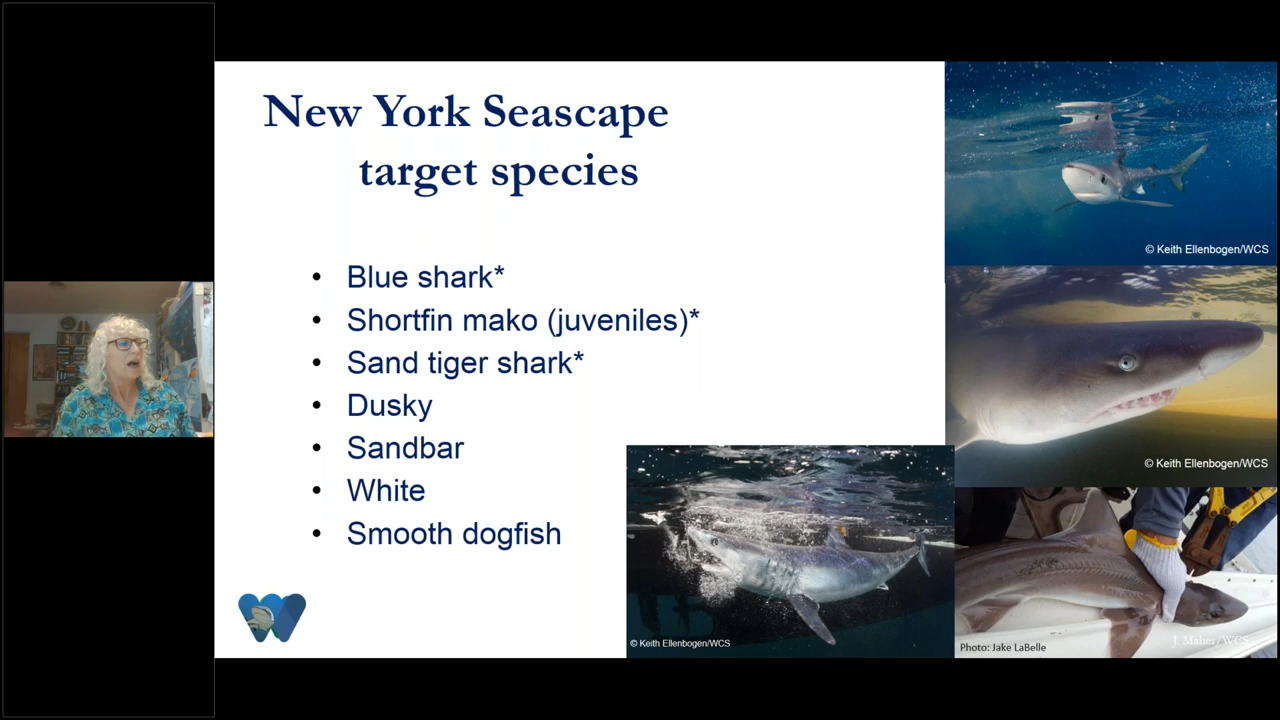 New York Seascape
target species
• Blue shark*
• Shortfin mako (juveniles)*
• Sand tiger shark*
• Dusky
• Sandbar
• White
• Smooth dogfish
© Keith Ellenbogen/WCS
© Keith Ellenbogen/WCS
© Keith Ellenbogen/WCS
J. Maher/WCS
Photo: Jake LaBelle